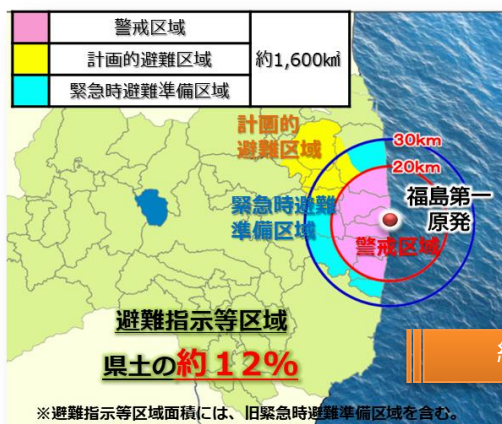 警戒区域
計画的避難区域
約1,600㎢
緊急時避難準備区域
計画的
避難区域
30km
20km
福島第一
原発
緊急時避難
準備区域
警戒区域
避難指示等区域
県土の約12%
※避難指示等区域面積には、旧緊急時避難準備区域を含む。